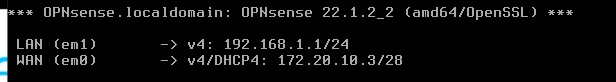 *** OPNsense.localdomain: OPNsense 22.1.2_2 (amd64/OpenSSL) ***
LAN (em1) -> v4: 192.168.1.1/24
WAN (em0) -> v4/DHCP4: 172.20.10.3/28